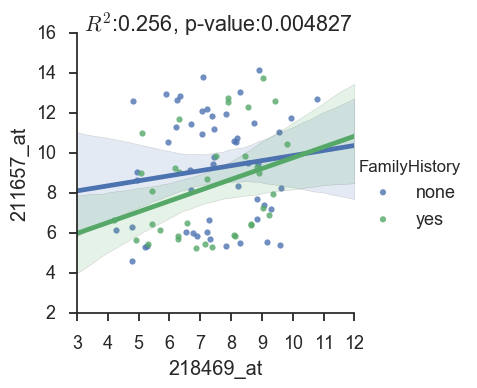 R²:0.256, p-value:0.004827
16
14
12
10
8
6
4
2
211657_at
3 4 5 6 7 8 9 10 11 12
218469_at
FamilyHistory
none
yes